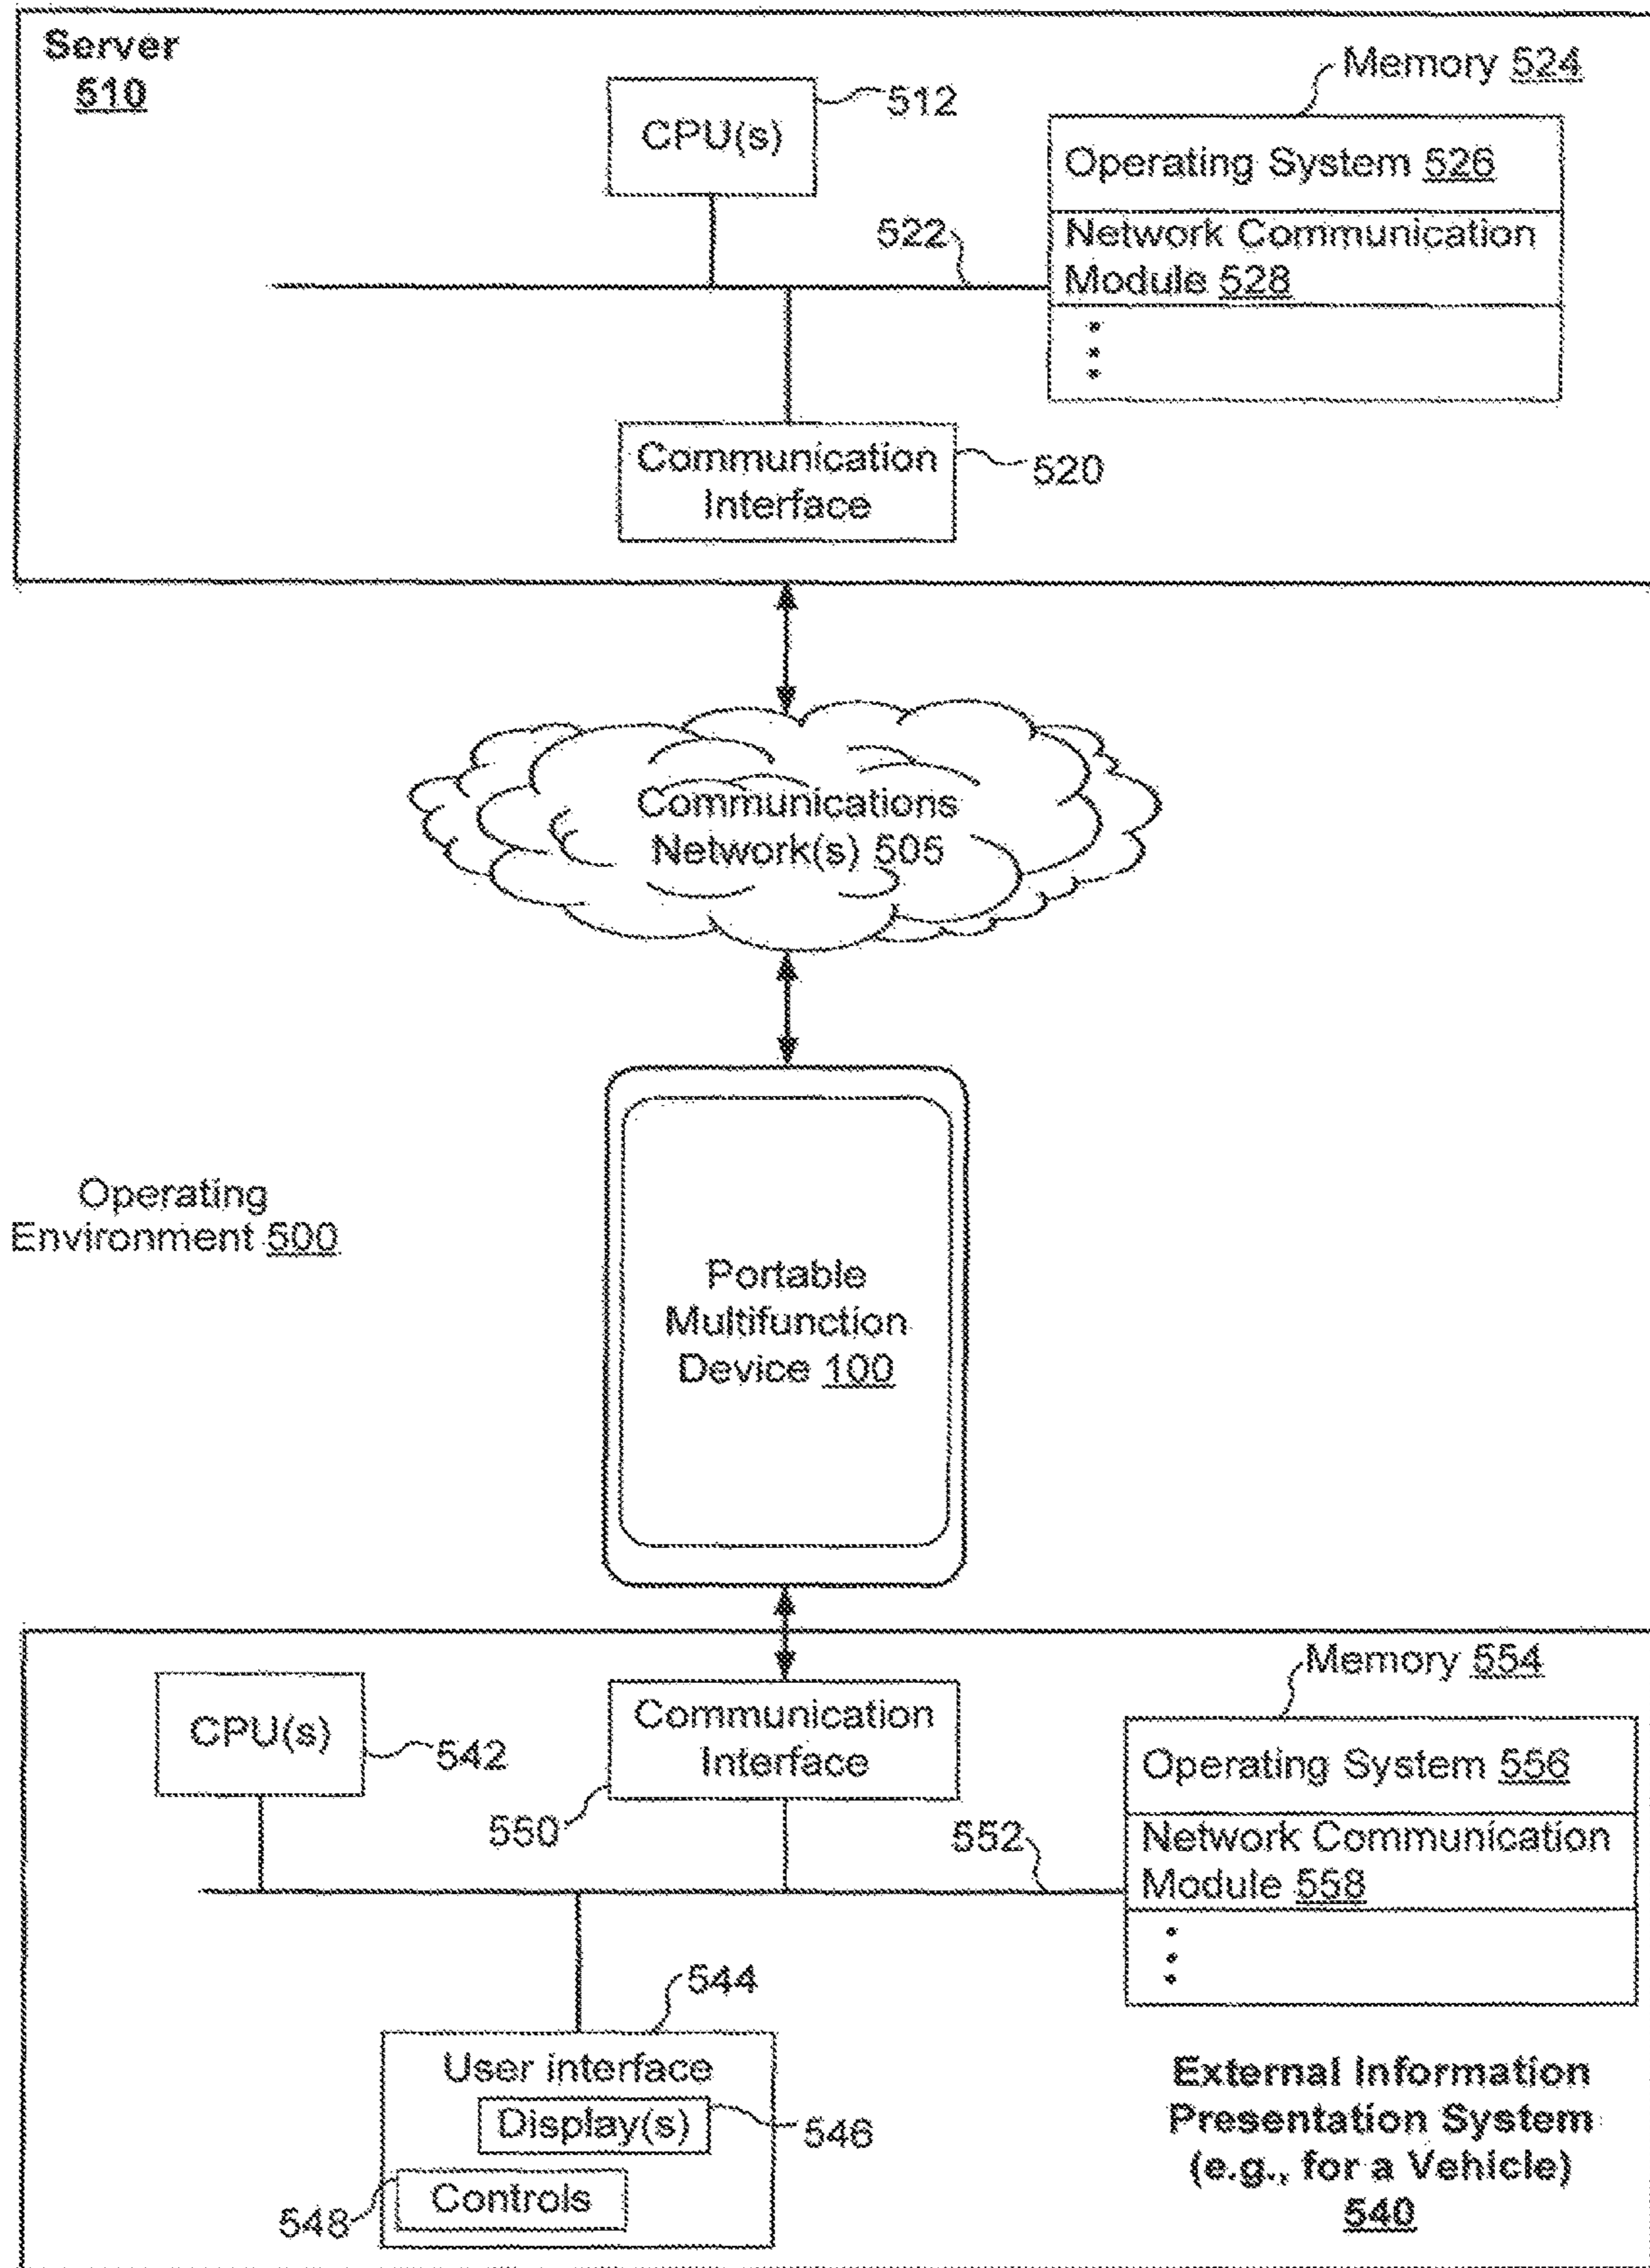 Server
510
CPU(s)
512
Memory 524
Operating System 526
Network Communication
Module 528
522
Communication
Interface
520
Communications
Network(s) 505
Operating
Environment 500
Portable
Multifunction
Device 100
CPU(s)
542
Communication
Interface
550
552
Memory 554
Operating System 556
Network Communication
Module 558
544
User interface
Display(s)
546
Controls
548
External Information
Presentation System
(e.g., for a Vehicle)
540